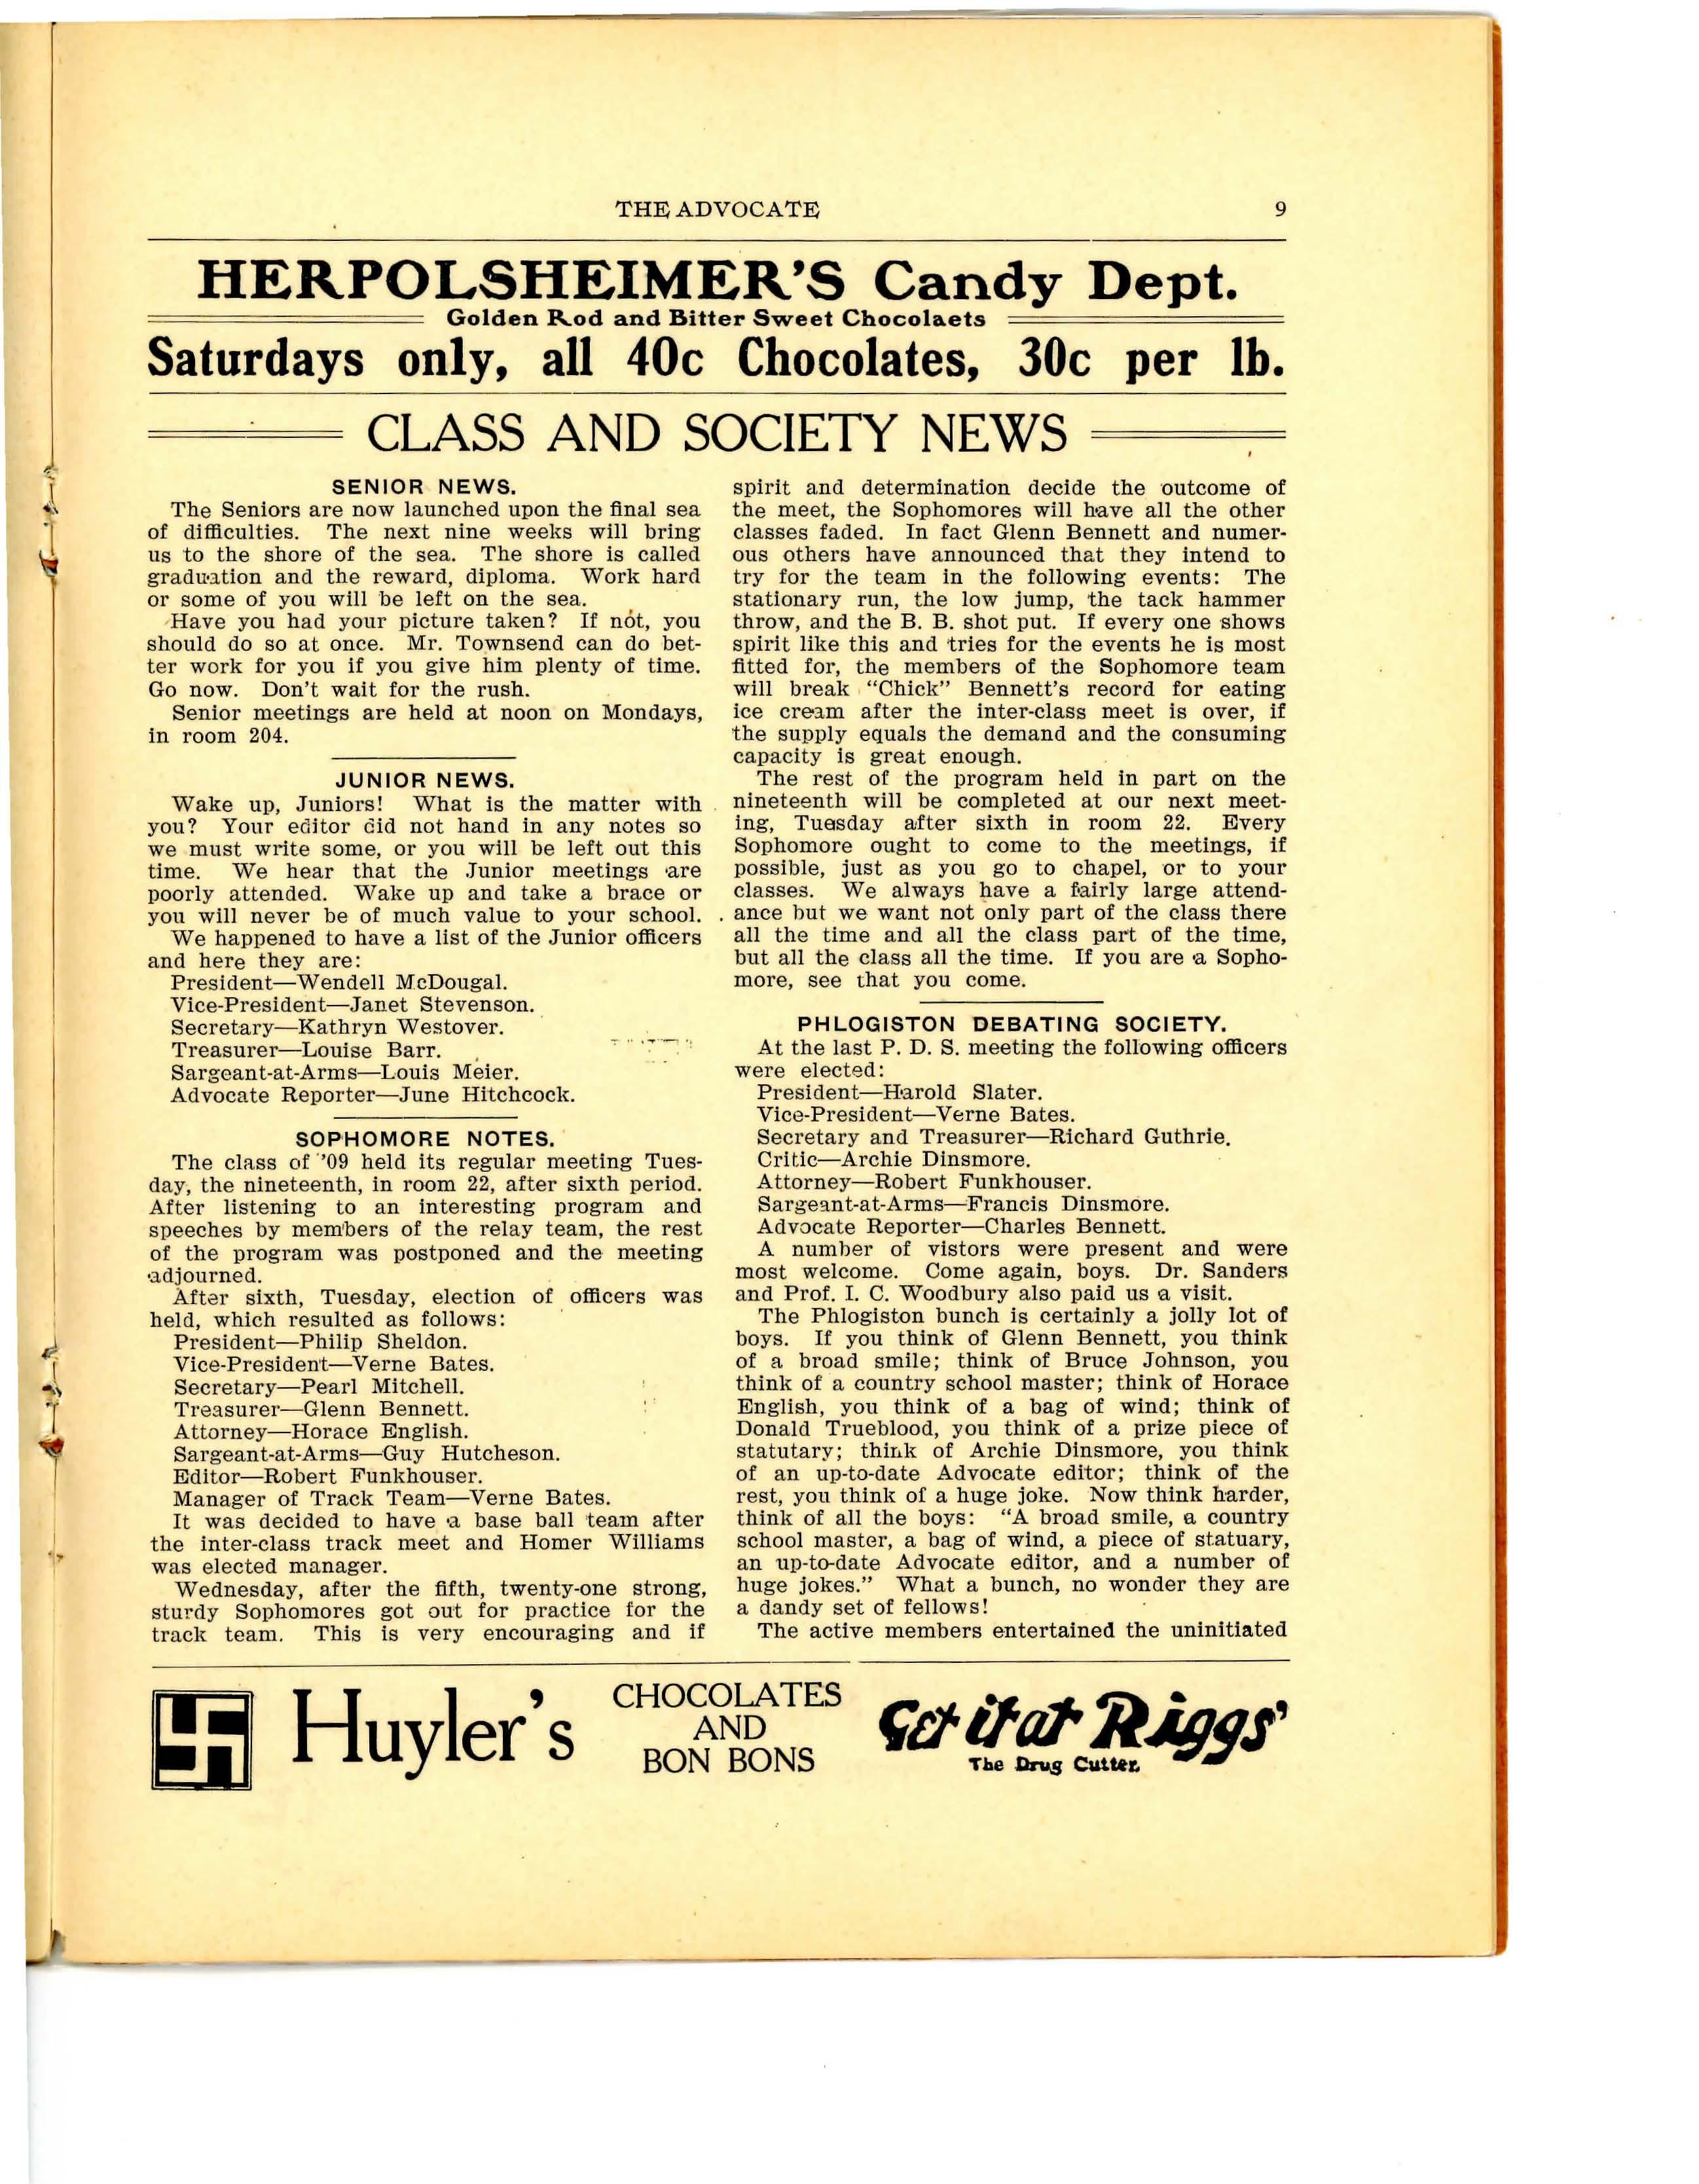 THE ADVOCATE 9
HERPOLSHEIMER'S Candy Dept.
Golden Rod and Bitter Sweet Chocolaets
Saturdays only, all 40c Chocolates, 30c per lb.
CLASS AND SOCIETY NEWS
SENIOR NEWS.
The Seniors are now launched upon the final sea
of difficulties. The next nine weeks will bring
us to the shore of the sea. The shore is called
graduation and the reward, diploma. Work hard
or some of you will be left on the sea.
Have you had your picture taken? If not, you
should do so at once. Mr. Townsend can do bet-
ter work for you if you give him plenty of time.
Go now. Don't wait for the rush.
Senior meetings are held at noon on Mondays,
in room 204.
JUNIOR NEWS.
Wake up, Juniors! What is the matter with
you? Your editor did not hand in any notes so
we must write some, or you will be left out this
time. We hear that the Junior meetings are
poorly attended. Wake up and take a brace or
you will never be of much value to your school.
We happened to have a list of the Junior officers
and here they are:
President—Wendell McDougal.
Vice-President—Janet Stevenson.
Secretary—Kathryn Westover.
Treasurer—Louise Barr.
Sargeant-at-Arms—Louis Meier.
Advocate Reporter—June Hitchcock.
SOPHOMORE NOTES.
The class of '09 held its regular meeting Tues-
day, the nineteenth, in room 22, after sixth period.
After listening to an interesting program and
speeches by members of the relay team, the rest
of the program was postponed and the meeting
adjourned.
After sixth, Tuesday, election of officers was
held, which resulted as follows:
President—Philip Sheldon.
Vice-President—Verne Bates.
Secretary—Pearl Mitchell.
Treasurer—Glenn Bennett.
Attorney—Horace English.
Sargeant-at-Arms—Guy Hutcheson.
Editor—Robert Funkhouser.
Manager of Track Team—Verne Bates.
It was decided to have a base ball team after
the inter-class track meet and Homer Williams
was elected manager.
Wednesday, after the fifth, twenty-one strong,
sturdy Sophomores got out for practice for the
track team. This is very encouraging and if
spirit and determination decide the outcome of
the meet, the Sophomores will have all the other
classes faded. In fact Glenn Bennett and numer-
ous others have announced that they intend to
try for the team in the following events: The
stationary run, the low jump, the tack hammer
throw, and the B. B. shot put. If every one shows
spirit like this and tries for the events he is most
fitted for, the members of the Sophomore team
will break "Chick" Bennett's record for eating
ice cream after the inter-class meet is over, if
the supply equals the demand and the consuming
capacity is great enough.
The rest of the program held in part on the
nineteenth will be completed at our next meet-
ing, Tuesday after sixth in room 22. Every
Sophomore ought to come to the meetings, if
possible, just as you go to chapel, or to your
classes. We always have a fairly large attend-
ance but we want not only part of the class there
all the time and all the class part of the time,
but all the class all the time. If you are a Sopho-
more, see that you come.
PHLOGISTON DEBATING SOCIETY.
At the last P. D. S. meeting the following officers
were elected:
President—Harold Slater.
Vice-President—Verne Bates.
Secretary and Treasurer—Richard Guthrie.
Critic—Archie Dinsmore.
Attorney—Robert Funkhouser.
Sargeant-at-Arms—Francis Dinsmore.
Advocate Reporter—Charles Bennett.
A number of vistors were present and were
most welcome. Come again, boys. Dr. Sanders
and Prof. I. C. Woodbury also paid us a visit.
The Phlogiston bunch is certainly a jolly lot of
boys. If you think of Glenn Bennett, you think
of a broad smile; think of Bruce Johnson, you
think of a country school master; think of Horace
English, you think of a bag of wind; think of
Donald Trueblood, you think of a prize piece of
statutary; think of Archie Dinsmore, you think
of an up-to-date Advocate editor; think of the
rest, you think of a huge joke. Now think harder,
think of all the boys: "A broad smile, a country
school master, a bag of wind, a piece of statuary,
an up-to-date Advocate editor, and a number of
huge jokes." What a bunch, no wonder they are
a dandy set of fellows!
The active members entertained the uninitiated
Huyler's
CHOCOLATES
AND
BON BONS
Get it at Riggs'
The Drug Cutter